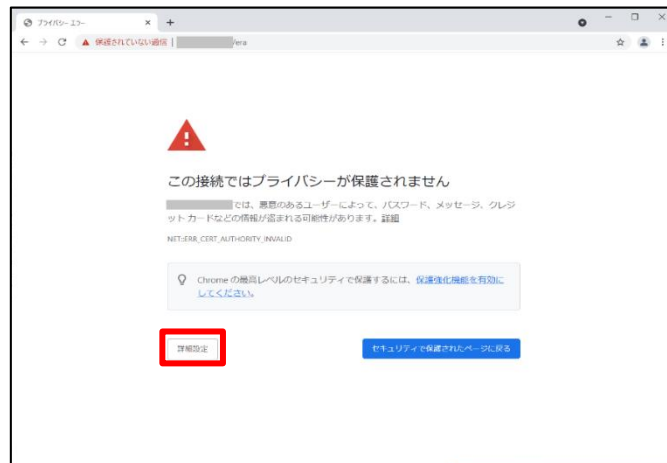 プライバシー エラー
保護されていない通信 | /era
この接続ではプライバシーが保護されません
では、悪意のあるユーザーによって、パスワード、メッセージ、クレジ
ット カードなどの情報が盗まれる可能性があります。詳細
NET::ERR_CERT_AUTHORITY_INVALID
Chrome の最高レベルのセキュリティで保護するには、保護強化機能を有効に
してください。
詳細設定
セキュリティで保護されたページに戻る